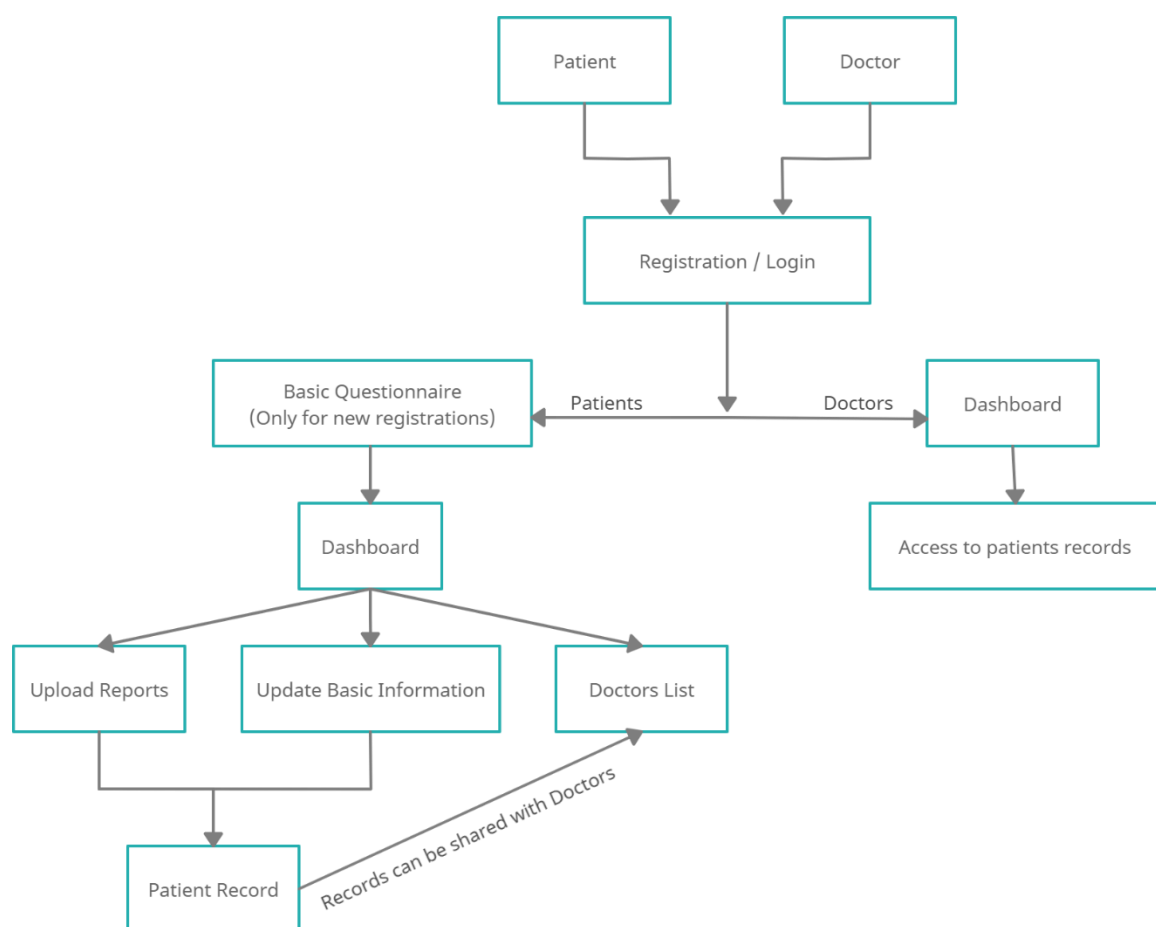 Patient
Doctor
Registration / Login
Basic Questionnaire
(Only for new registrations)
Patients
Doctors
Dashboard
Dashboard
Access to patients records
Upload Reports
Update Basic Information
Doctors List
Records can be shared with Doctors
Patient Record